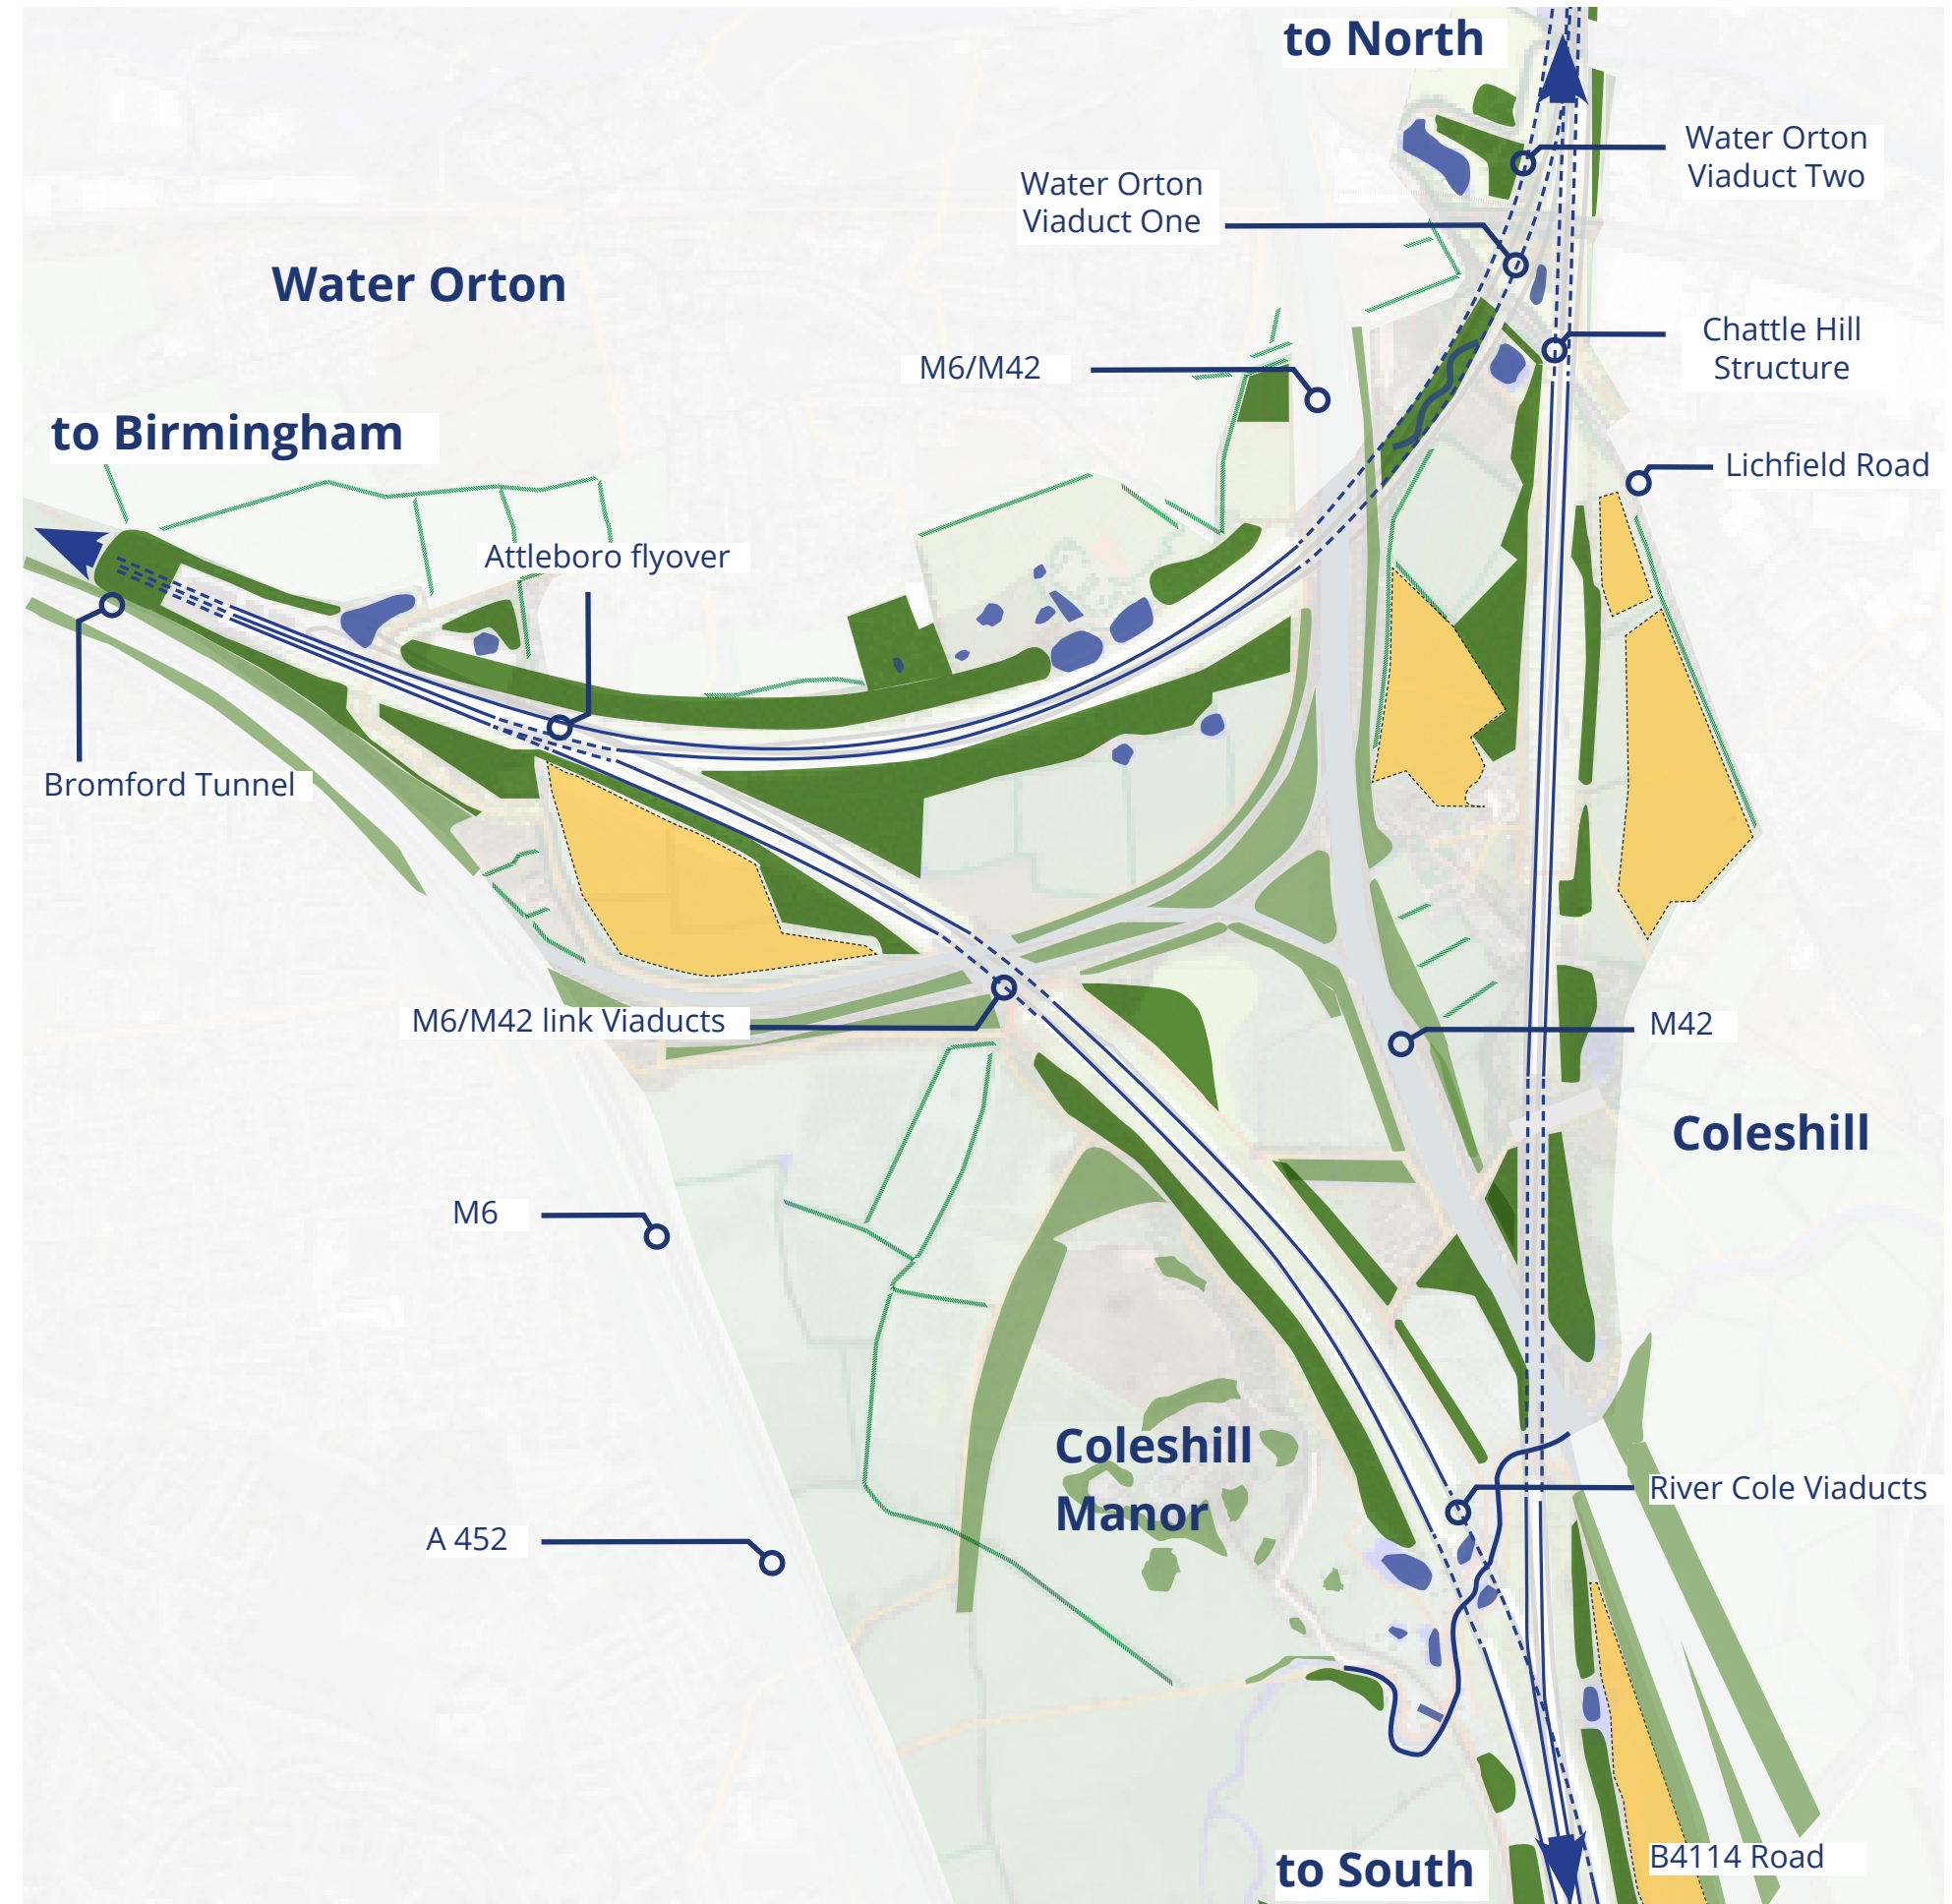 to North
Water Orton
Viaduct Two
Water Orton
Viaduct One
Water Orton
Chattle Hill
Structure
M6/M42
to Birmingham
Lichfield Road
Attleboro flyover
Bromford Tunnel
M6/M42 link Viaducts
M42
Coleshill
M6
Coleshill
Manor
River Cole Viaducts
A 452
B4114 Road
to South